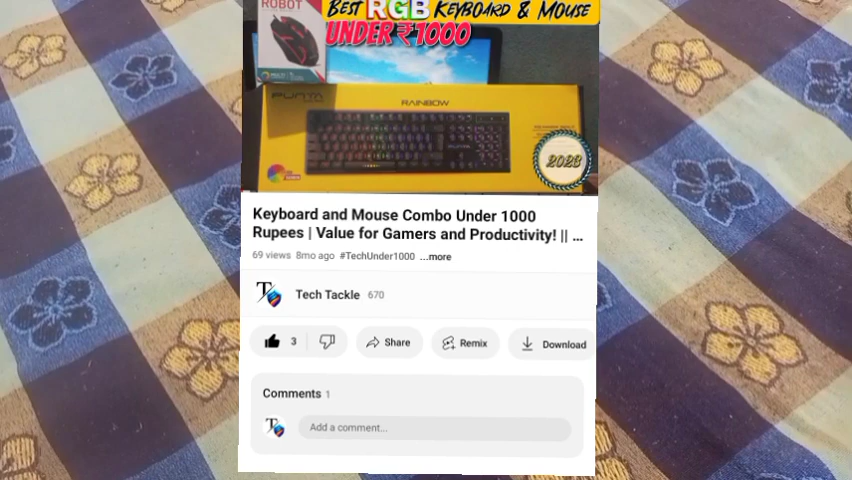 ROBOT
BEST RGB KEYBOARD & MOUSE
UNDER ₹1000
RAINBOW
2023
Keyboard and Mouse Combo Under 1000
Rupees | Value for Gamers and Productivity! || ...
69 views 8mo ago #TechUnder1000 ...more
Tech Tackle 670
3 Share Remix Download
Comments 1
Add a comment...